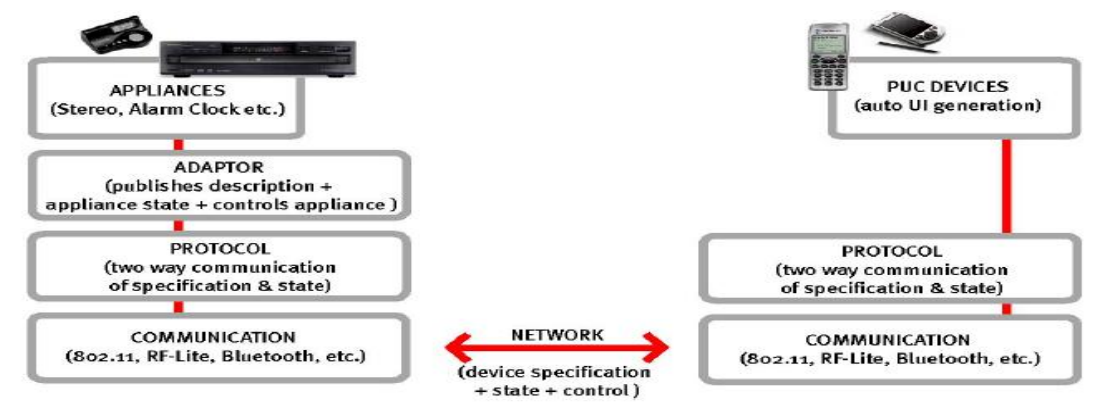 APPLIANCES
(Stereo, Alarm Clock etc.)
ADAPTOR
(publishes description +
appliance state + controls appliance )
PROTOCOL
(two way communication
of specification & state)
COMMUNICATION
(802.11, RF-Lite, Bluetooth, etc.)
NETWORK
(device specification
+ state + control )
PUC DEVICES
(auto UI generation)
PROTOCOL
(two way communication
of specification & state)
COMMUNICATION
(802.11, RF-Lite, Bluetooth, etc.)